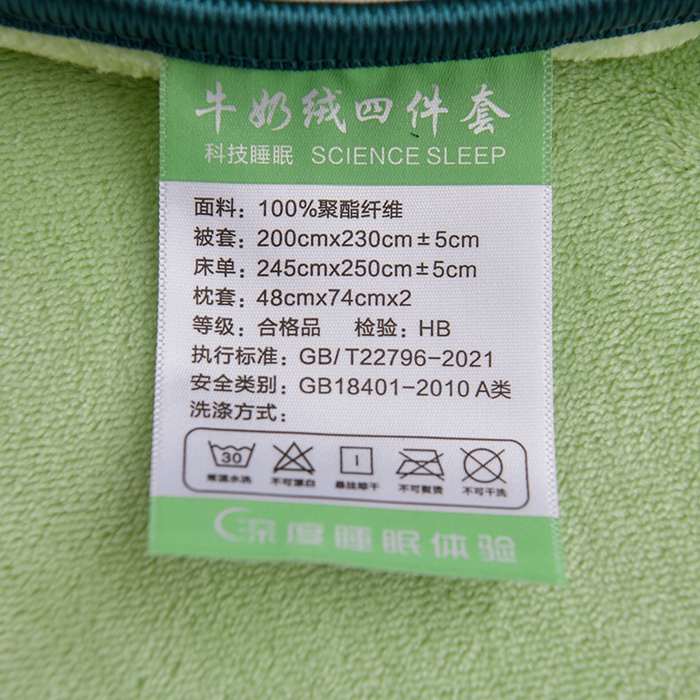 牛奶绒四件套
科技睡眠 SCIENCE SLEEP
面料：100%聚酯纤维
被套：200cmx230cm±5cm
床单：245cmx250cm±5cm
枕套：48cmx74cmx2
等级：合格品 检验：HB
执行标准：GB/T22796-2021
安全类别：GB18401-2010 A类
洗涤方式：
30
常温水洗 不可漂白 悬挂晾干 不可熨烫 不可干洗
深度睡眠体验